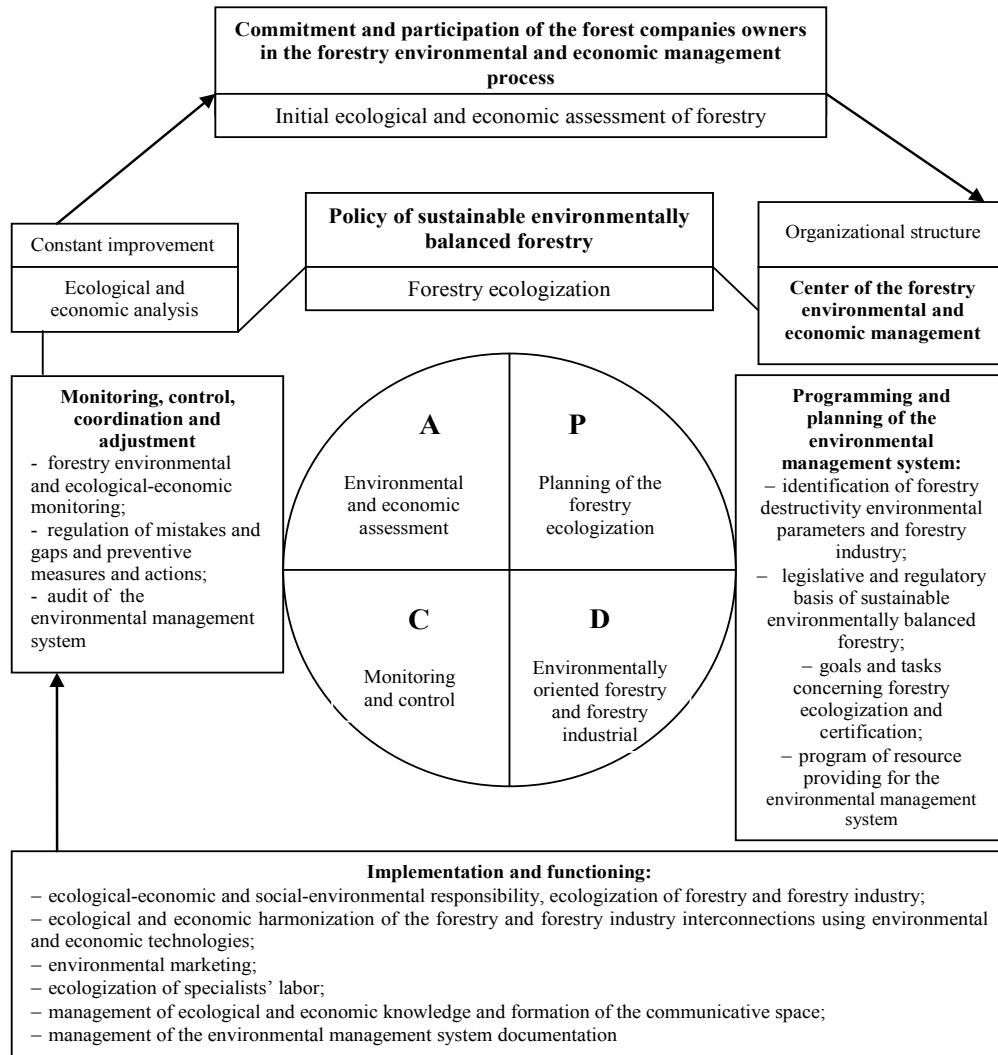 Commitment and participation of the forest companies owners
in the forestry environmental and economic management
process
Initial ecological and economic assessment of forestry
Constant improvement
Ecological and
economic analysis
Policy of sustainable environmentally
balanced forestry
Forestry ecologization
Organizational structure
Center of the forestry
environmental and
economic management
Monitoring, control,
coordination and
adjustment
- forestry environmental
and ecological-economic
monitoring;
- regulation of mistakes and
gaps and preventive
measures and actions;
- audit of the
environmental management
system
A
Environmental
and economic
assessment
P
Planning of the
forestry
ecologization
C
Monitoring
and control
D
Environmentally
oriented forestry
and forestry
industrial
Programming and
planning of the
environmental
management system:
– identification of forestry
destructivity environmental
parameters and forestry
industry;
– legislative and regulatory
basis of sustainable
environmentally balanced
forestry;
– goals and tasks
concerning forestry
ecologization and
certification;
– program of resource
providing for the
environmental management
system
Implementation and functioning:
– ecological-economic and social-environmental responsibility, ecologization of forestry and forestry industry;
– ecological and economic harmonization of the forestry and forestry industry interconnections using environmental
and economic technologies;
– environmental marketing;
– ecologization of specialists’ labor;
– management of ecological and economic knowledge and formation of the communicative space;
– management of the environmental management system documentation